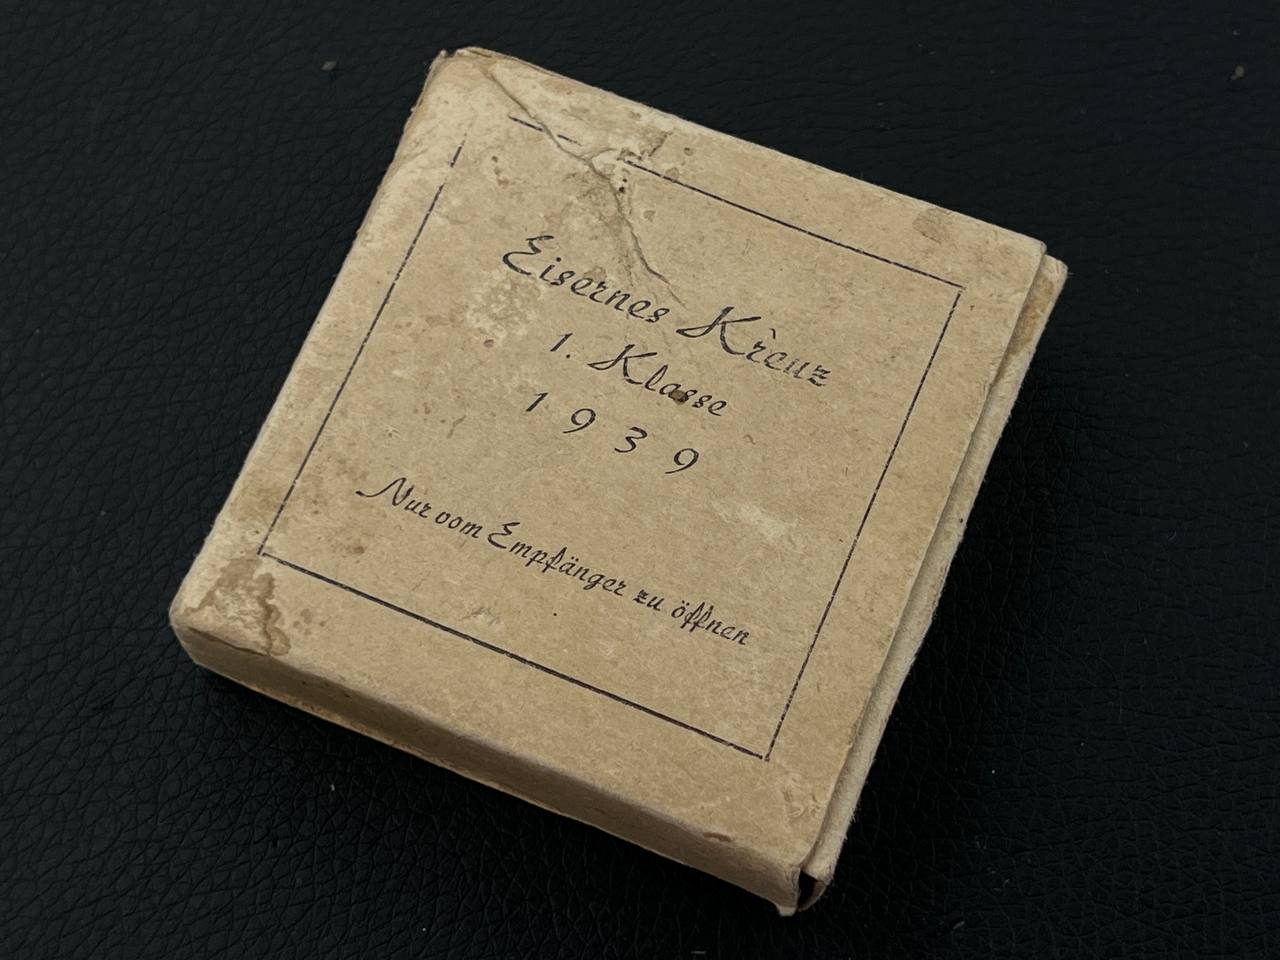 Eisernes Kreuz
1. Klasse
1939
Nur vom Empfänger zu öffnen